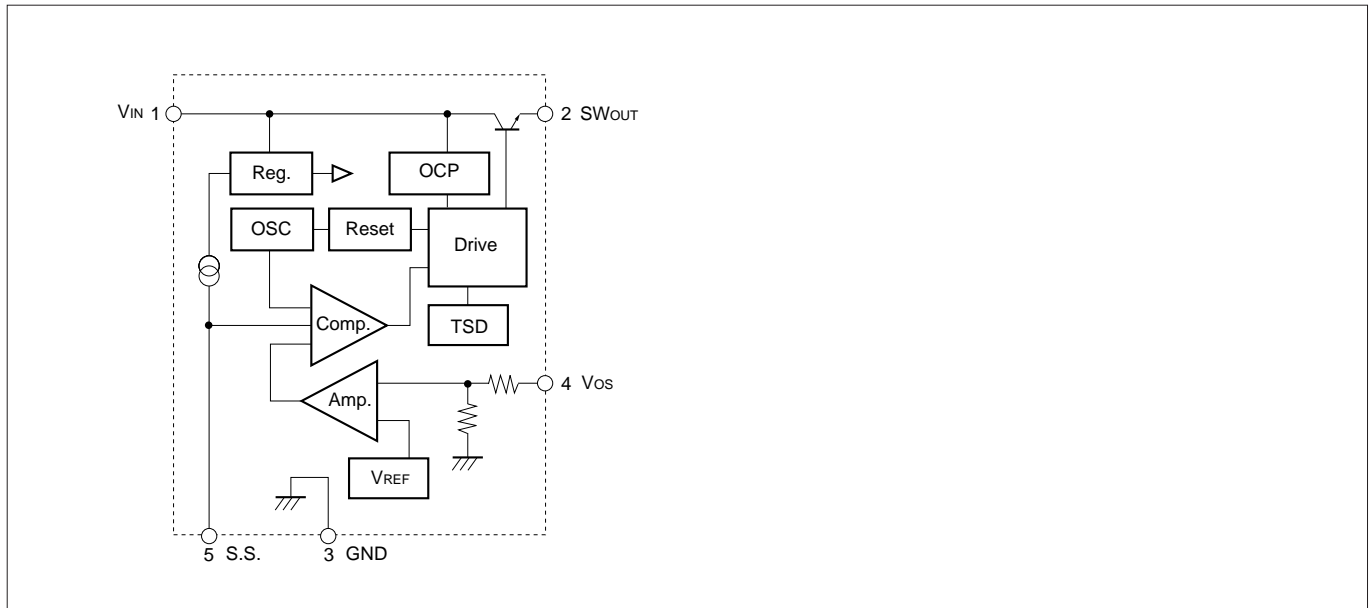 VIN 1
2 SWOUT
Reg.
OCP
OSC
Reset
Drive
Comp.
TSD
4 VOS
Amp.
VREF
5 S.S.
3 GND